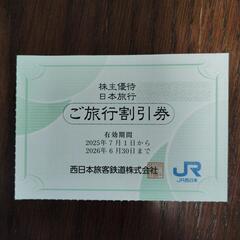 株主優待
日本旅行
ご旅行割引券
有効期間
2025年7月1日から
2026年6月30日まで
西日本旅客鉄道株式会社
JR
JR西日本